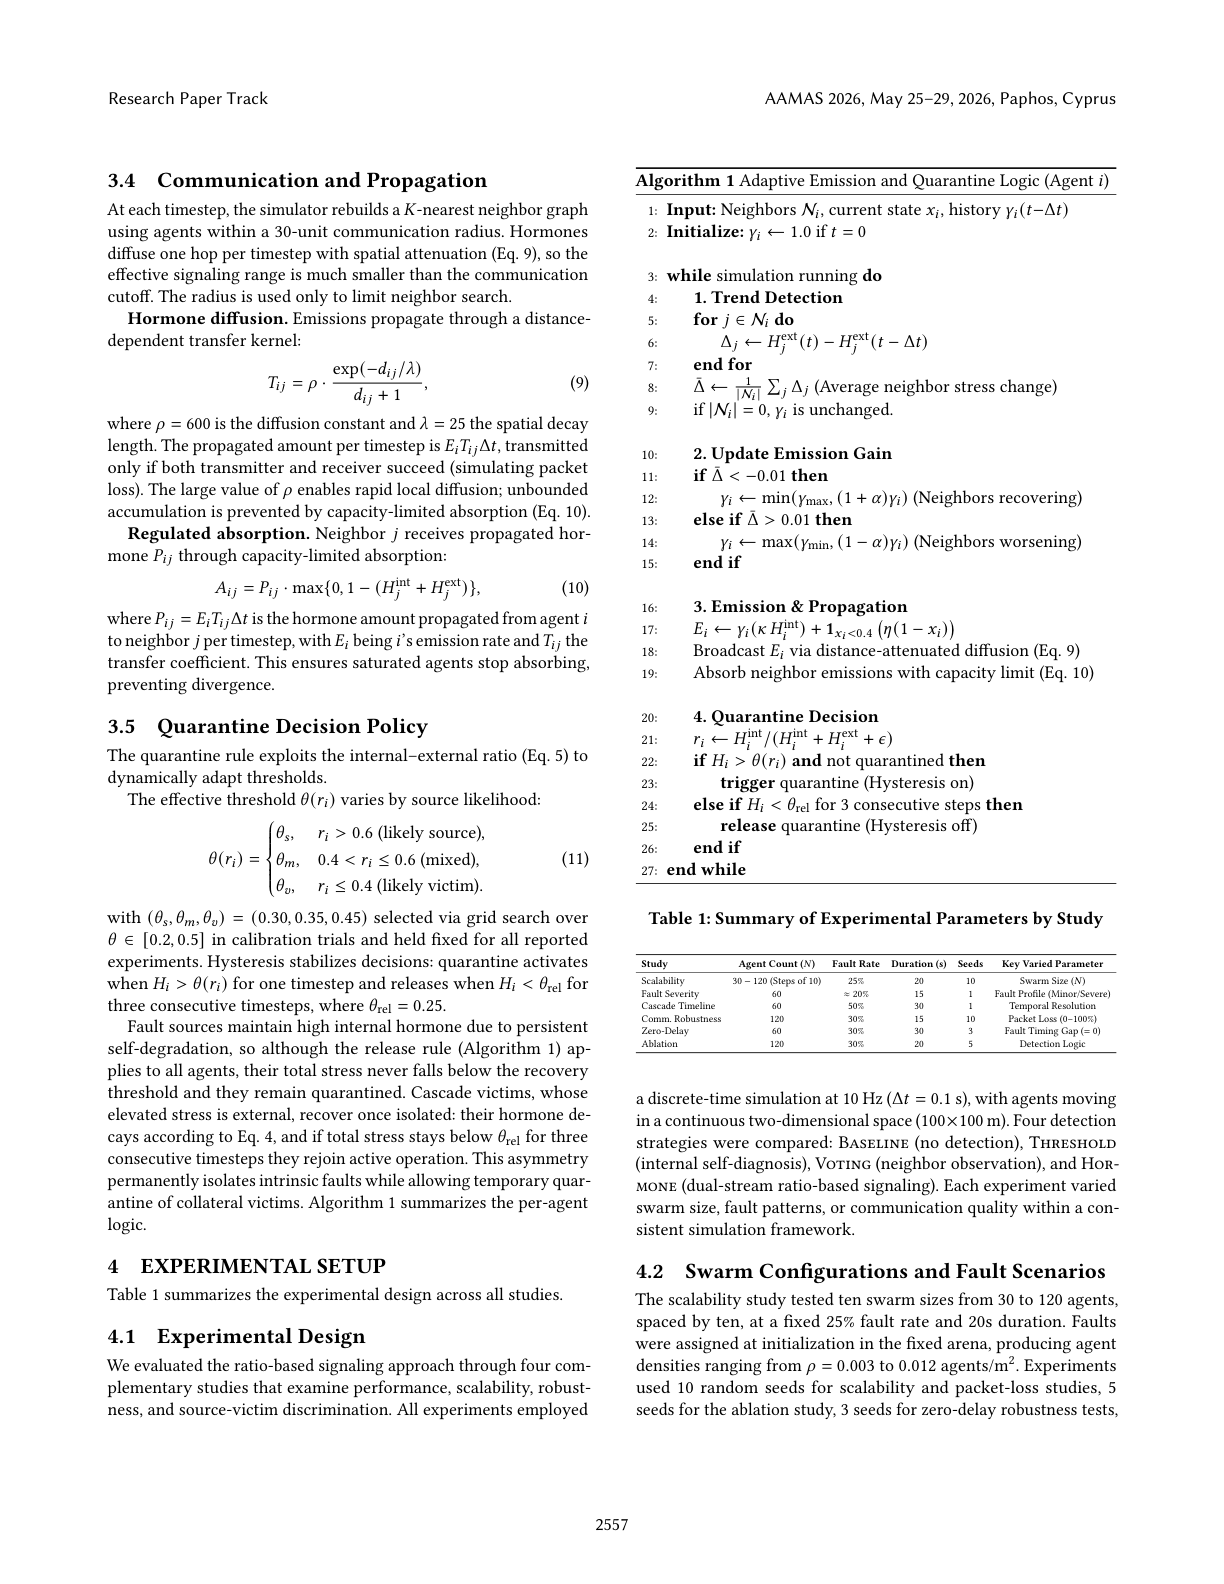 Research Paper Track
AAMAS 2026, May 25–29, 2026, Paphos, Cyprus
3.4 Communication and Propagation
At each timestep, the simulator rebuilds a K-nearest neighbor graph
using agents within a 30-unit communication radius. Hormones
diffuse one hop per timestep with spatial attenuation (Eq. 9), so the
effective signaling range is much smaller than the communication
cutoff. The radius is used only to limit neighbor search.
Hormone diffusion. Emissions propagate through a distance-
dependent transfer kernel:
T_{ij} = ρ · exp(−d_{ij}/λ) / (d_{ij} + 1), (9)
where ρ = 600 is the diffusion constant and λ = 25 the spatial decay
length. The propagated amount per timestep is E_i T_{ij} Δt, transmitted
only if both transmitter and receiver succeed (simulating packet
loss). The large value of ρ enables rapid local diffusion; unbounded
accumulation is prevented by capacity-limited absorption (Eq. 10).
Regulated absorption. Neighbor j receives propagated hor-
mone P_{ij} through capacity-limited absorption:
A_{ij} = P_{ij} · max{0, 1 − (H_j^{int} + H_j^{ext})}, (10)
where P_{ij} = E_i T_{ij} Δt is the hormone amount propagated from agent i
to neighbor j per timestep, with E_i being i's emission rate and T_{ij} the
transfer coefficient. This ensures saturated agents stop absorbing,
preventing divergence.
3.5 Quarantine Decision Policy
The quarantine rule exploits the internal–external ratio (Eq. 5) to
dynamically adapt thresholds.
The effective threshold θ(r_i) varies by source likelihood:
θ(r_i) = { θ_s, r_i > 0.6 (likely source),
θ_m, 0.4 < r_i ≤ 0.6 (mixed), (11)
θ_v, r_i ≤ 0.4 (likely victim).
with (θ_s, θ_m, θ_v) = (0.30, 0.35, 0.45) selected via grid search over
θ ∈ [0.2, 0.5] in calibration trials and held fixed for all reported
experiments. Hysteresis stabilizes decisions: quarantine activates
when H_i > θ(r_i) for one timestep and releases when H_i < θ_{rel} for
three consecutive timesteps, where θ_{rel} = 0.25.
Fault sources maintain high internal hormone due to persistent
self-degradation, so although the release rule (Algorithm 1) ap-
plies to all agents, their total stress never falls below the recovery
threshold and they remain quarantined. Cascade victims, whose
elevated stress is external, recover once isolated: their hormone de-
cays according to Eq. 4, and if total stress stays below θ_{rel} for three
consecutive timesteps they rejoin active operation. This asymmetry
permanently isolates intrinsic faults while allowing temporary quar-
antine of collateral victims. Algorithm 1 summarizes the per-agent
logic.
4 EXPERIMENTAL SETUP
Table 1 summarizes the experimental design across all studies.
4.1 Experimental Design
We evaluated the ratio-based signaling approach through four com-
plementary studies that examine performance, scalability, robust-
ness, and source-victim discrimination. All experiments employed
Algorithm 1 Adaptive Emission and Quarantine Logic (Agent i)
1: Input: Neighbors N_i, current state x_i, history γ_i(t−Δt)
2: Initialize: γ_i ← 1.0 if t = 0
3: while simulation running do
4: 1. Trend Detection
5: for j ∈ N_i do
6: Δ_j ← H_j^{ext}(t) − H_j^{ext}(t − Δt)
7: end for
8: Δ̄ ← 1/|N_i| ∑_j Δ_j (Average neighbor stress change)
9: if |N_i| = 0, γ_i is unchanged.
10: 2. Update Emission Gain
11: if Δ̄ < −0.01 then
12: γ_i ← min(γ_{max}, (1 + α)γ_i) (Neighbors recovering)
13: else if Δ̄ > 0.01 then
14: γ_i ← max(γ_{min}, (1 − α)γ_i) (Neighbors worsening)
15: end if
16: 3. Emission & Propagation
17: E_i ← γ_i(κ H_i^{int}) + 1_{x_i<0.4} (η(1 − x_i))
18: Broadcast E_i via distance-attenuated diffusion (Eq. 9)
19: Absorb neighbor emissions with capacity limit (Eq. 10)
20: 4. Quarantine Decision
21: r_i ← H_i^{int}/(H_i^{int} + H_i^{ext} + ϵ)
22: if H_i > θ(r_i) and not quarantined then
23: trigger quarantine (Hysteresis on)
24: else if H_i < θ_{rel} for 3 consecutive steps then
25: release quarantine (Hysteresis off)
26: end if
27: end while
Table 1: Summary of Experimental Parameters by Study
Study Agent Count (N) Fault Rate Duration (s) Seeds Key Varied Parameter
Scalability 30 − 120 (Steps of 10) 25% 20 10 Swarm Size (N)
Fault Severity 60 ≈ 20% 15 1 Fault Profile (Minor/Severe)
Cascade Timeline 60 50% 30 1 Temporal Resolution
Comm. Robustness 120 30% 15 10 Packet Loss (0–100%)
Zero-Delay 60 30% 30 3 Fault Timing Gap (= 0)
Ablation 120 30% 20 5 Detection Logic
a discrete-time simulation at 10 Hz (Δt = 0.1 s), with agents moving
in a continuous two-dimensional space (100×100 m). Four detection
strategies were compared: Baseline (no detection), Threshold
(internal self-diagnosis), Voting (neighbor observation), and Hor-
mone (dual-stream ratio-based signaling). Each experiment varied
swarm size, fault patterns, or communication quality within a con-
sistent simulation framework.
4.2 Swarm Configurations and Fault Scenarios
The scalability study tested ten swarm sizes from 30 to 120 agents,
spaced by ten, at a fixed 25% fault rate and 20s duration. Faults
were assigned at initialization in the fixed arena, producing agent
densities ranging from ρ = 0.003 to 0.012 agents/m². Experiments
used 10 random seeds for scalability and packet-loss studies, 5
seeds for the ablation study, 3 seeds for zero-delay robustness tests,
2557